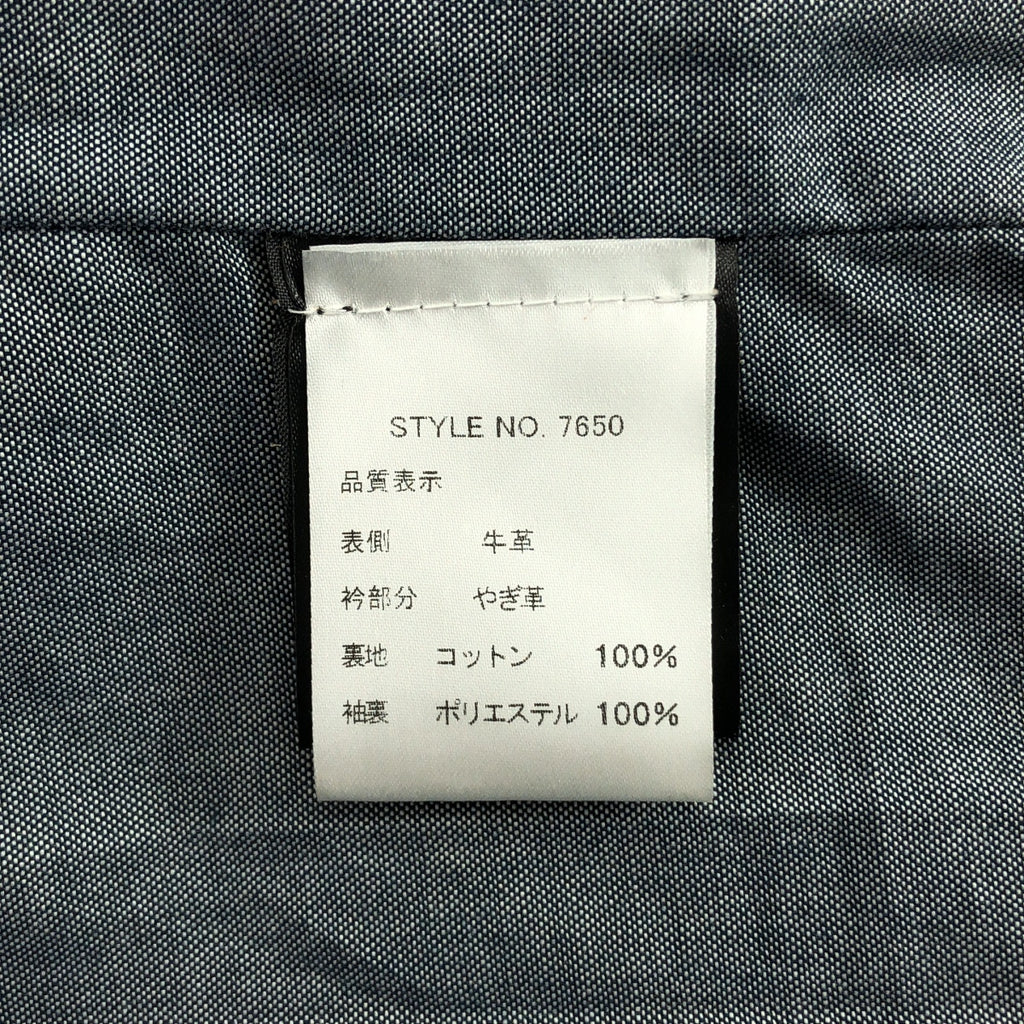 STYLE NO. 7650
品質表示
表側 牛革
衿部分 やぎ革
裏地 コットン 100%
袖裏 ポリエステル 100%